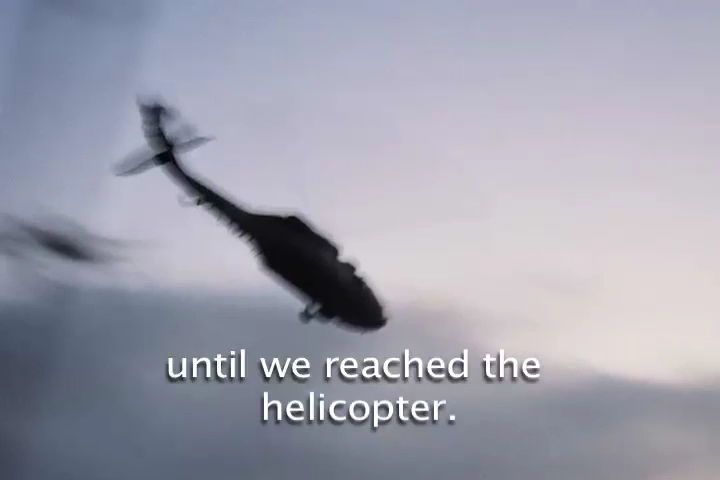 until we reached the
helicopter.